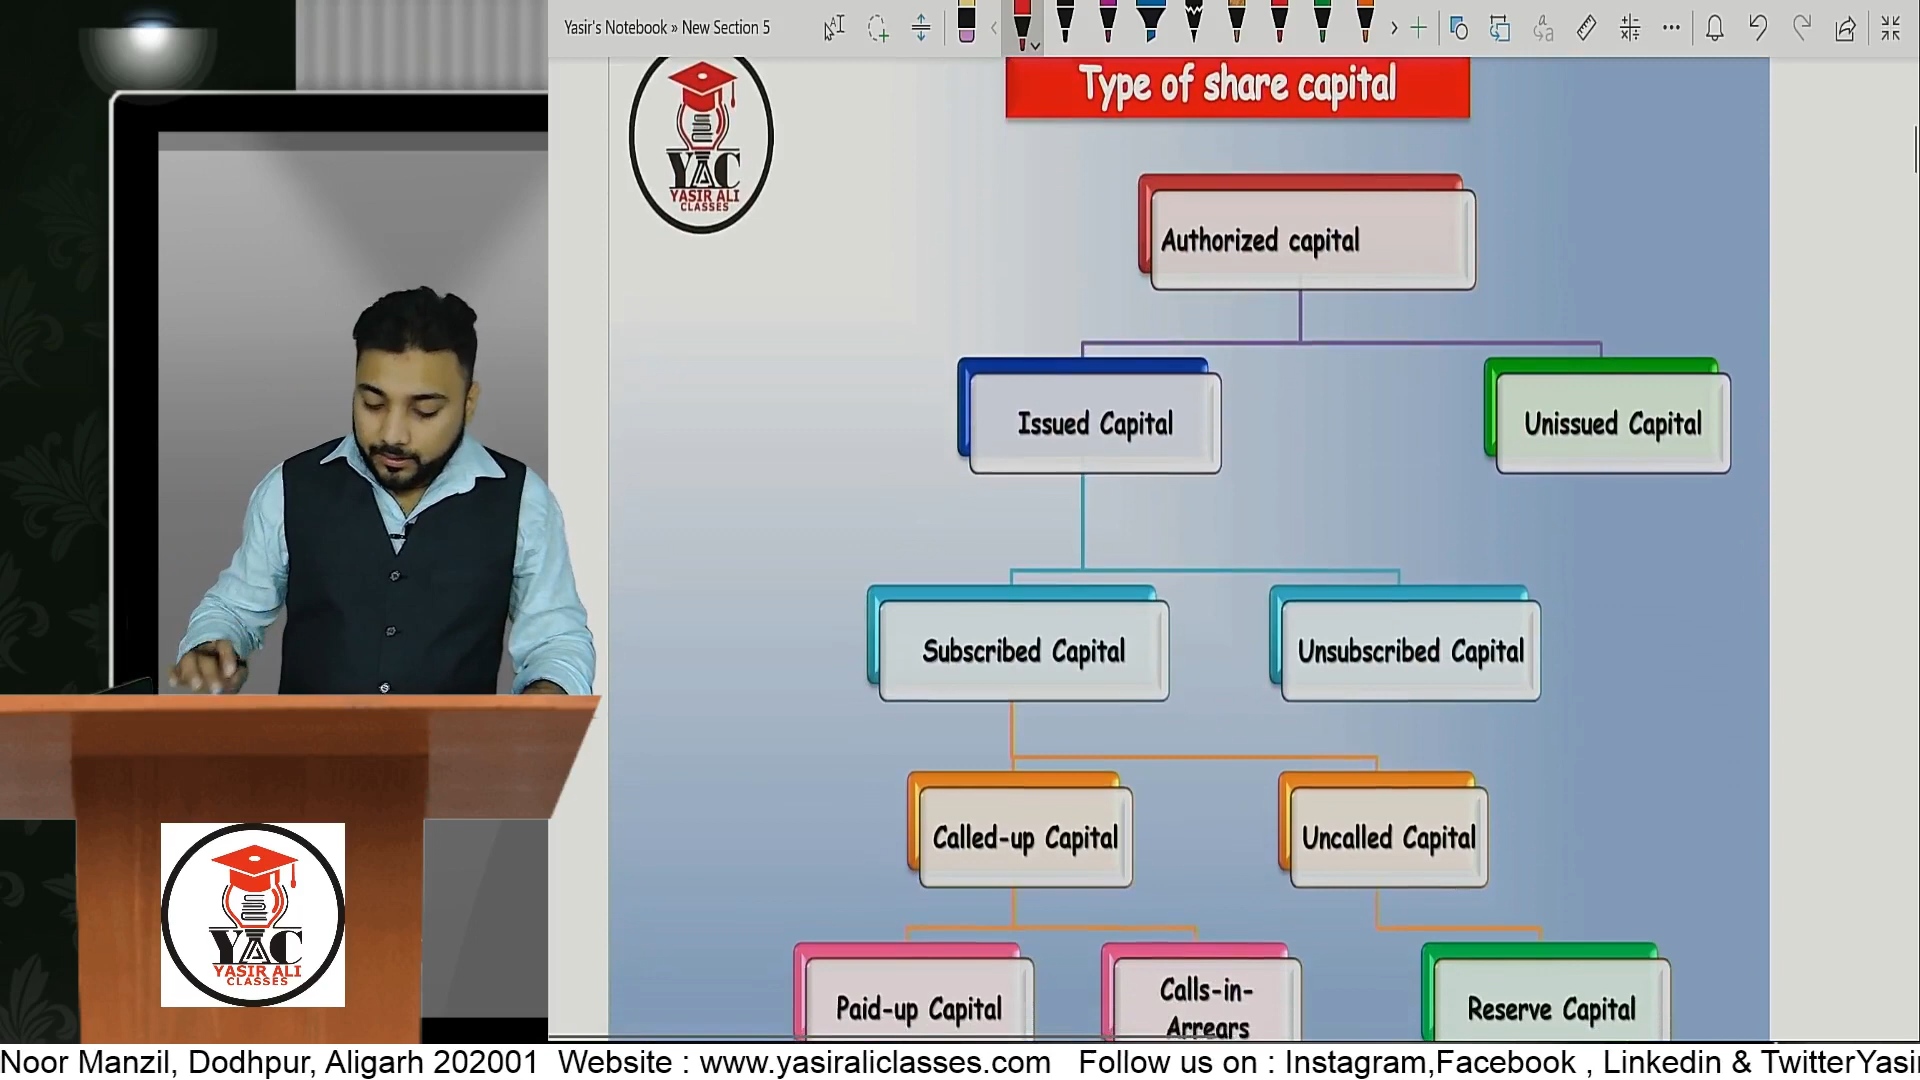 Yasir's Notebook » New Section 5
Type of share capital
YAC
YASIR ALI
CLASSES
Authorized capital
Issued Capital
Unissued Capital
Subscribed Capital
Unsubscribed Capital
Called-up Capital
Uncalled Capital
Paid-up Capital
Calls-in-
Arrears
Reserve Capital
YAC
YASIR ALI
CLASSES
Noor Manzil, Dodhpur, Aligarh 202001 Website : www.yasiraliclasses.com Follow us on : Instagram,Facebook , Linkedin & TwitterYasi